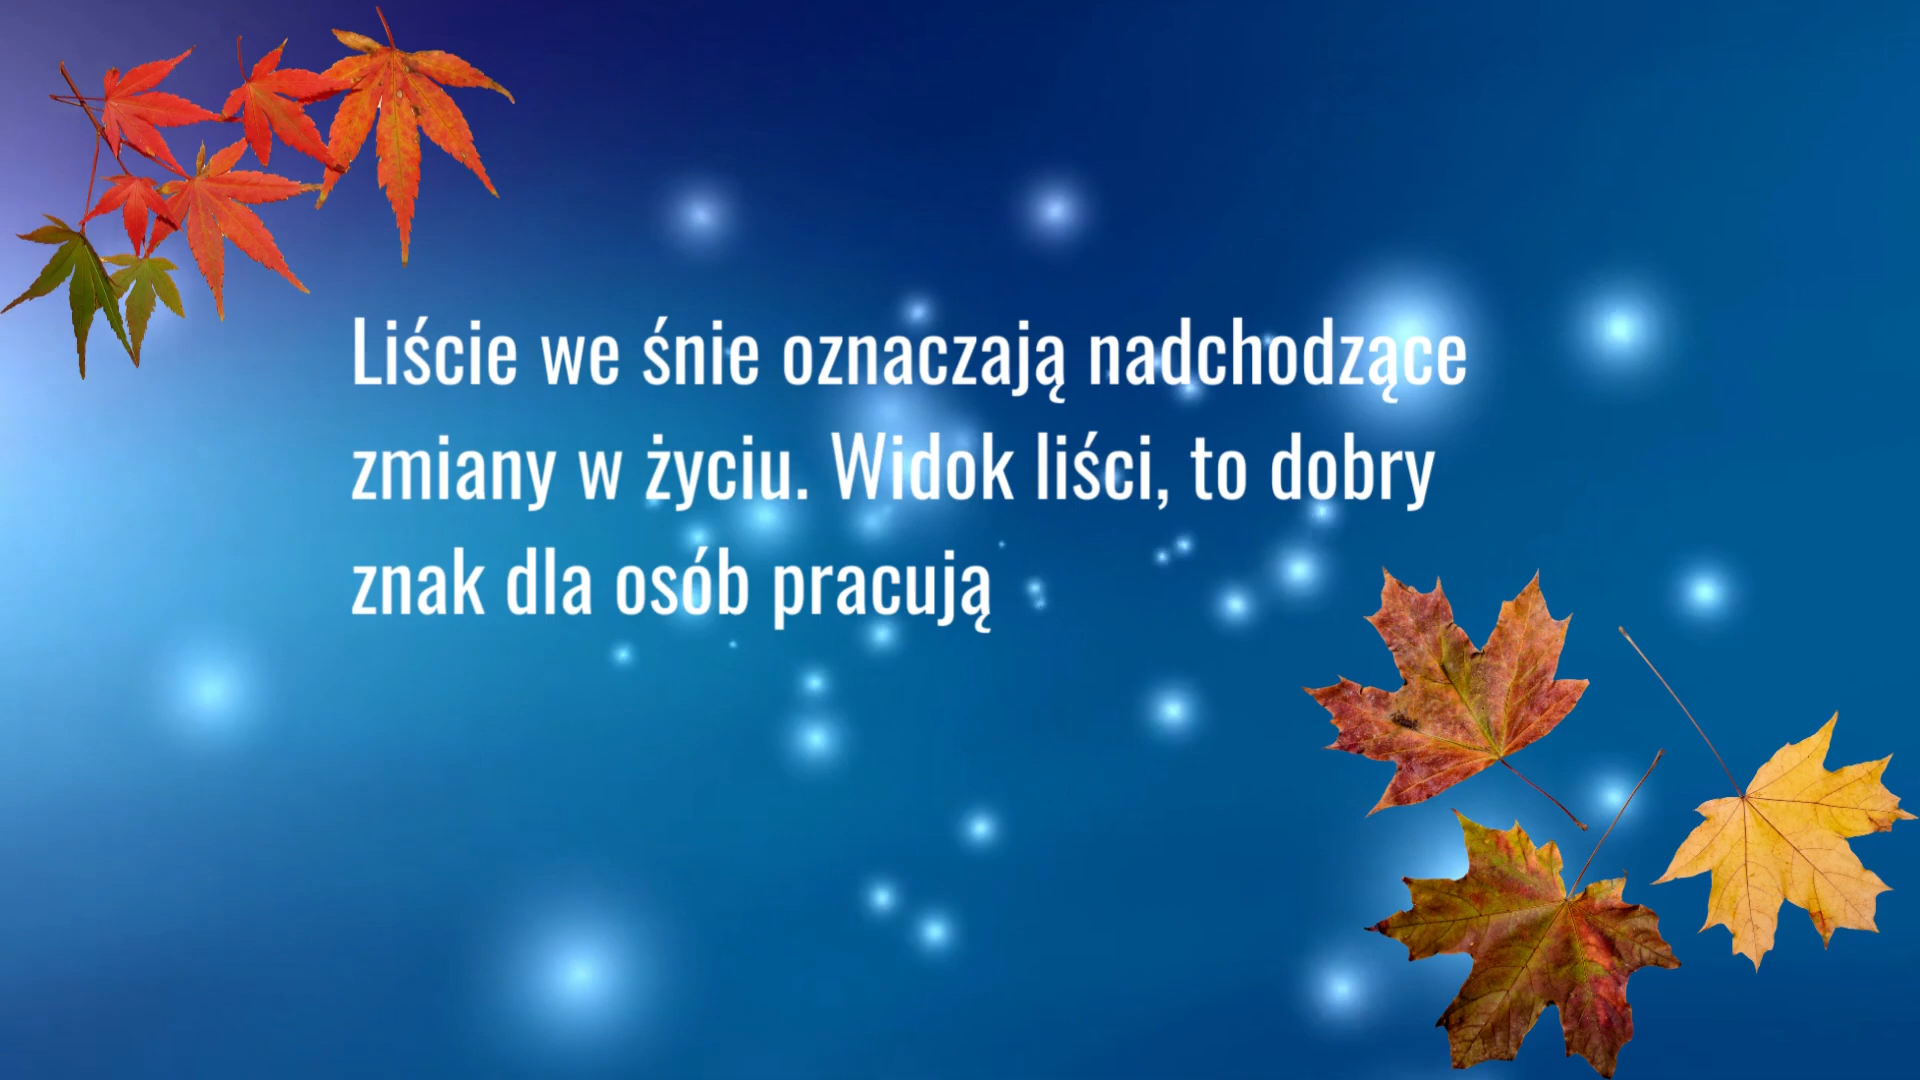 Liście we śnie oznaczają nadchodzące
zmiany w życiu. Widok liści, to dobry
znak dla osób pracują